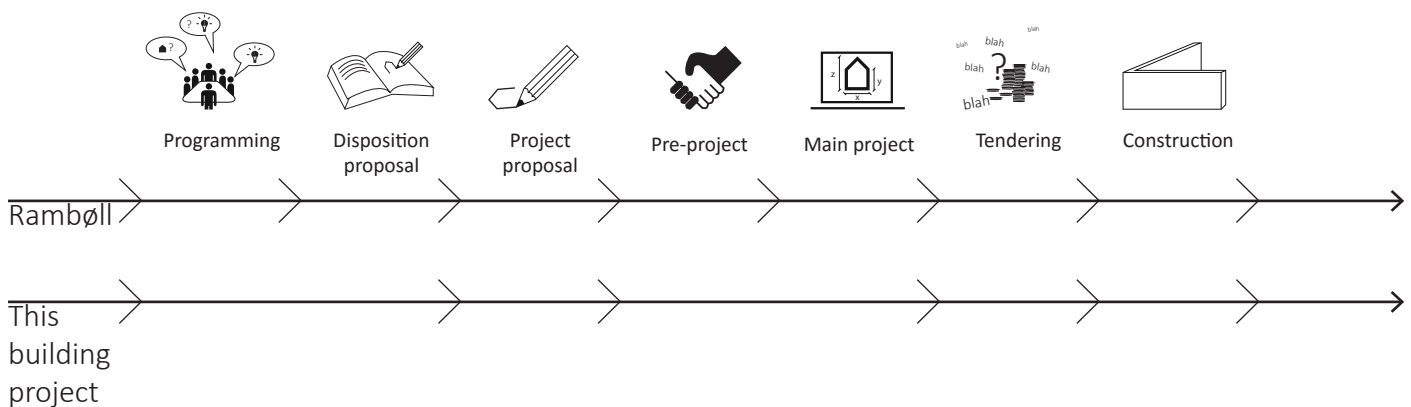 blah
blah
blah
?
?
blah
?
blah
z
y
x
blah
Programming
Disposition
proposal
Project
proposal
Pre-project
Main project
Tendering
Construction
Rambøll
This
building
project